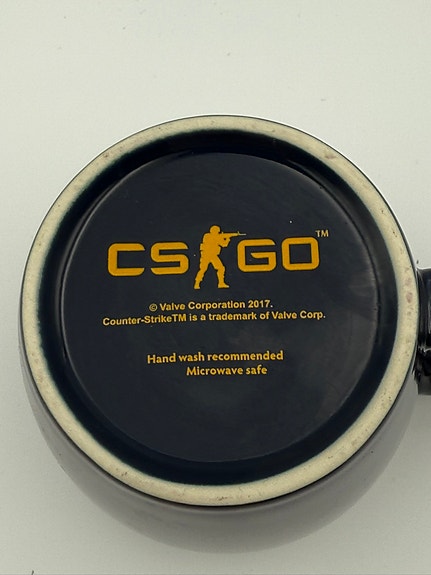 CS GO™
© Valve Corporation 2017.
Counter-StrikeTM is a trademark of Valve Corp.
Hand wash recommended
Microwave safe